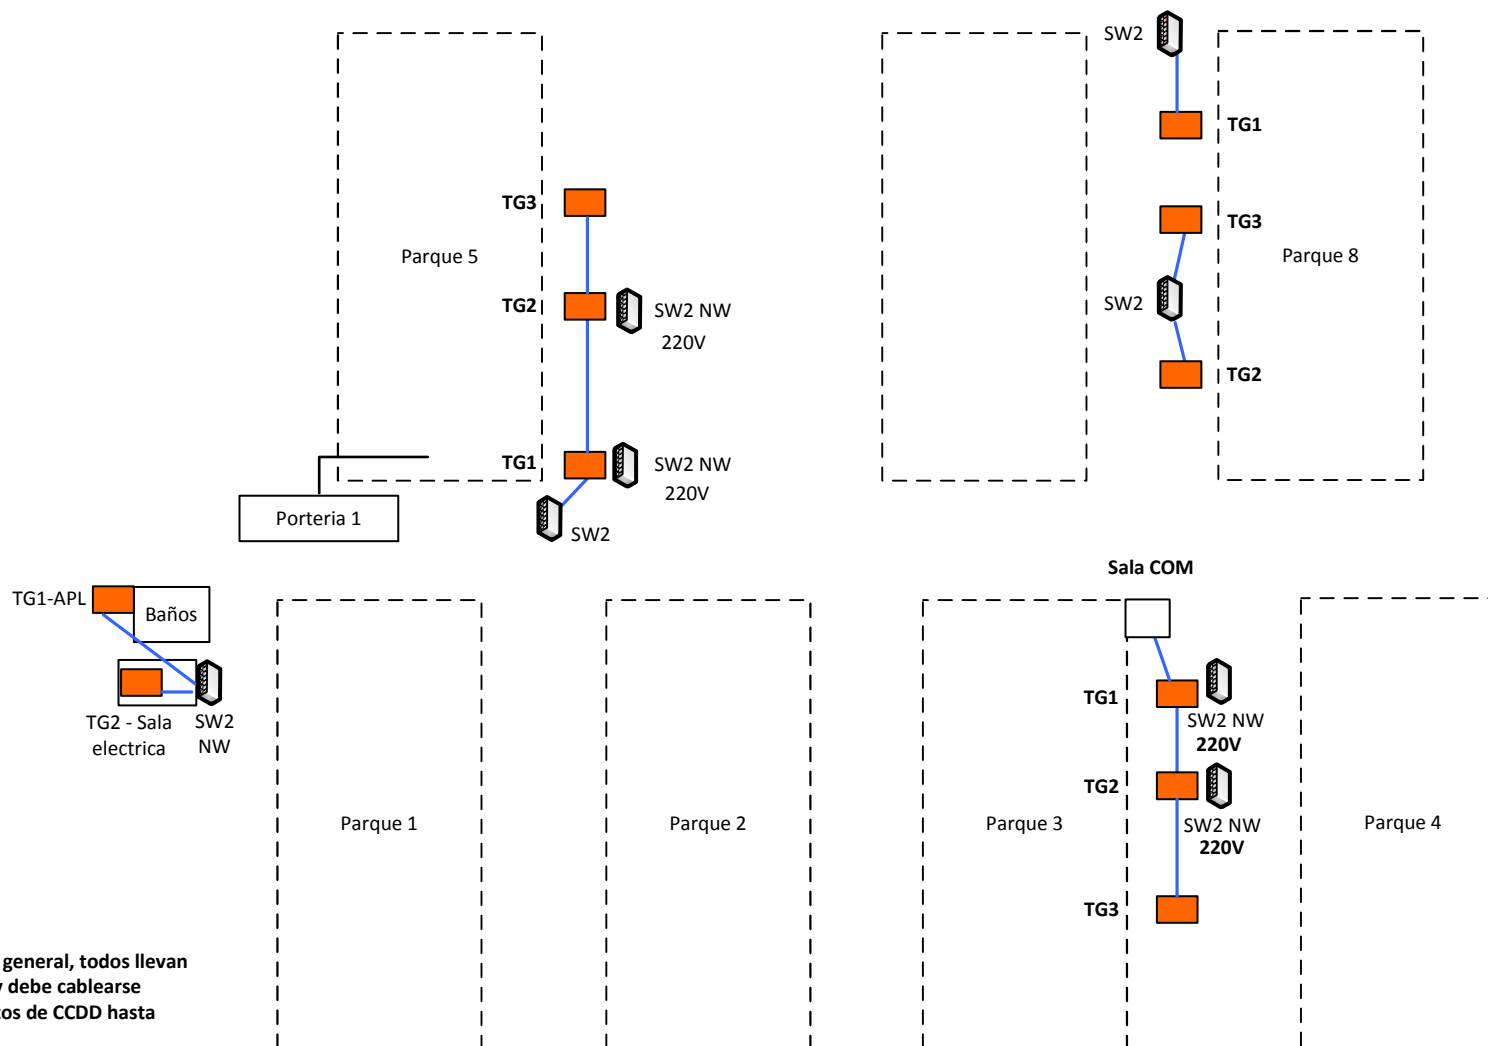 SW2
TG1
TG3
TG3
Parque 5
Parque 8
TG2
SW2 NW
220V
SW2
TG2
TG1
SW2 NW
220V
Porteria 1
SW2
Sala COM
TG1-APL
Baños
TG1
TG2 - Sala
electrica
SW2
NW
SW2 NW
220V
TG2
Parque 1
Parque 2
Parque 3
SW2 NW
220V
Parque 4
TG3
general, todos llevan
debe cablearse
os de CCDD hasta